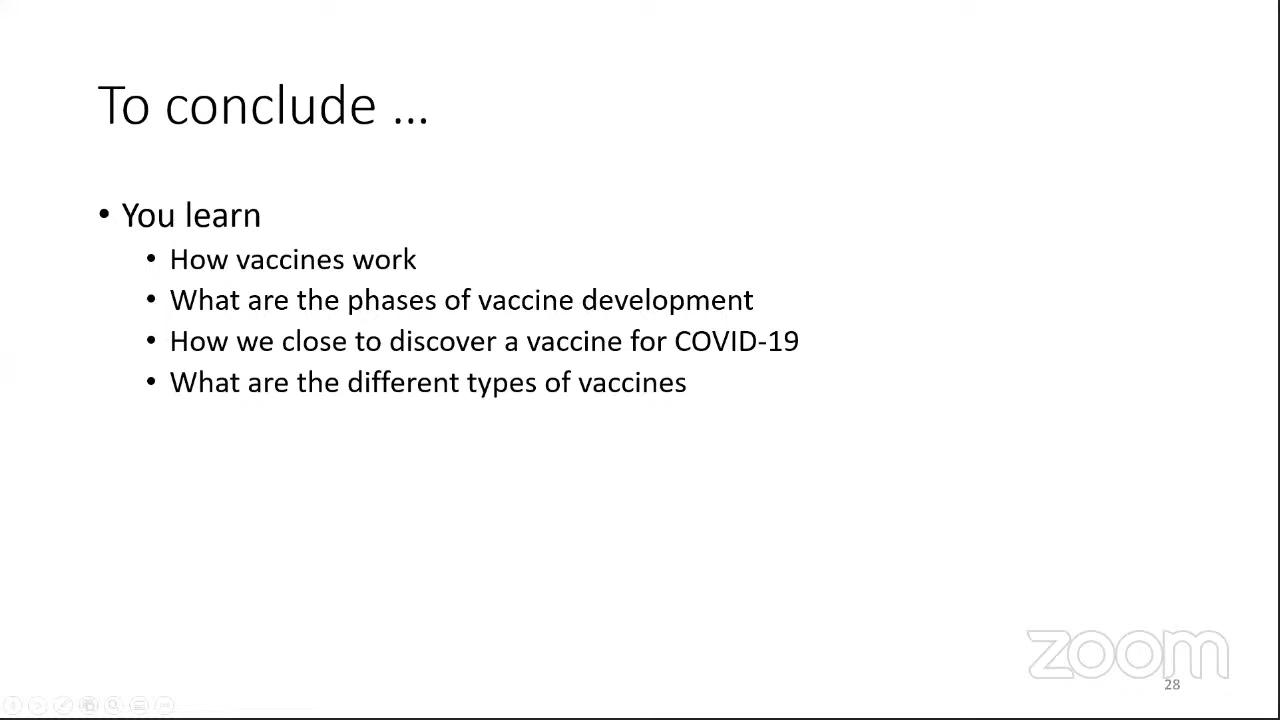 To conclude ...
• You learn
• How vaccines work
• What are the phases of vaccine development
• How we close to discover a vaccine for COVID-19
• What are the different types of vaccines
zoom
28